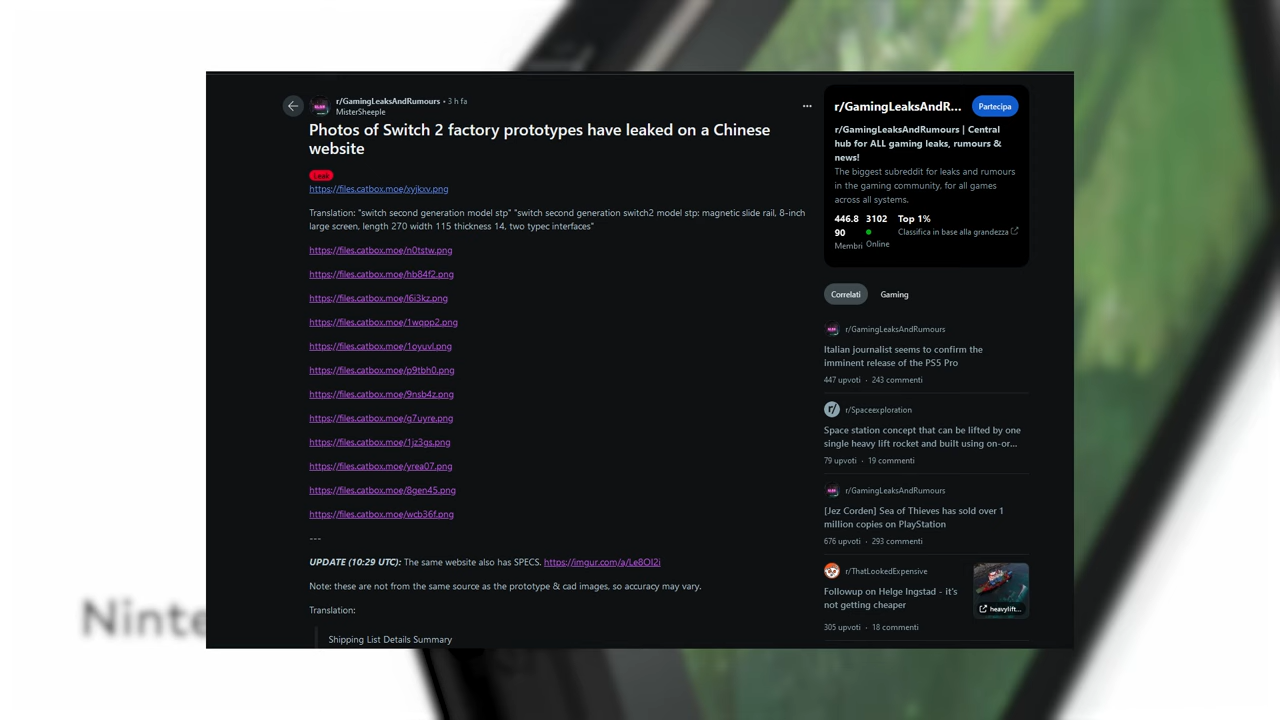 r/GamingLeaksAndRumours • 3 h fa
MisterSheeple
Photos of Switch 2 factory prototypes have leaked on a Chinese
website
Leak
https://files.catbox.moe/xyjkxv.png
Translation: "switch second generation model stp" "switch second generation switch2 model stp: magnetic slide rail, 8-inch
large screen, length 270 width 115 thickness 14, two typec interfaces"
https://files.catbox.moe/n0tstw.png
https://files.catbox.moe/hb84f2.png
https://files.catbox.moe/l6i3kz.png
https://files.catbox.moe/1wqpp2.png
https://files.catbox.moe/1oyuvl.png
https://files.catbox.moe/p9tbh0.png
https://files.catbox.moe/9nsb4z.png
https://files.catbox.moe/g7uyre.png
https://files.catbox.moe/1jz3gs.png
https://files.catbox.moe/yrea07.png
https://files.catbox.moe/8gen45.png
https://files.catbox.moe/wcb36f.png
---
UPDATE (10:29 UTC): The same website also has SPECS. https://imgur.com/a/Le8OI2i
Note: these are not from the same source as the prototype & cad images, so accuracy may vary.
Translation:
Shipping List Details Summary
r/GamingLeaksAndR...
Partecipa
r/GamingLeaksAndRumours | Central
hub for ALL gaming leaks, rumours &
news!
The biggest subreddit for leaks and rumours
in the gaming community, for all games
across all systems.
446.8 3102 Top 1%
90 Classifica in base alla grandezza
Membri Online
Correlati Gaming
r/GamingLeaksAndRumours
Italian journalist seems to confirm the
imminent release of the PS5 Pro
447 upvoti · 243 commenti
r/Spaceexploration
Space station concept that can be lifted by one
single heavy lift rocket and built using on-or...
79 upvoti · 19 commenti
r/GamingLeaksAndRumours
[Jez Corden] Sea of Thieves has sold over 1
million copies on PlayStation
676 upvoti · 293 commenti
r/ThatLookedExpensive
Followup on Helge Ingstad - it's
not getting cheaper
heavylift...
305 upvoti · 18 commenti
Ninte